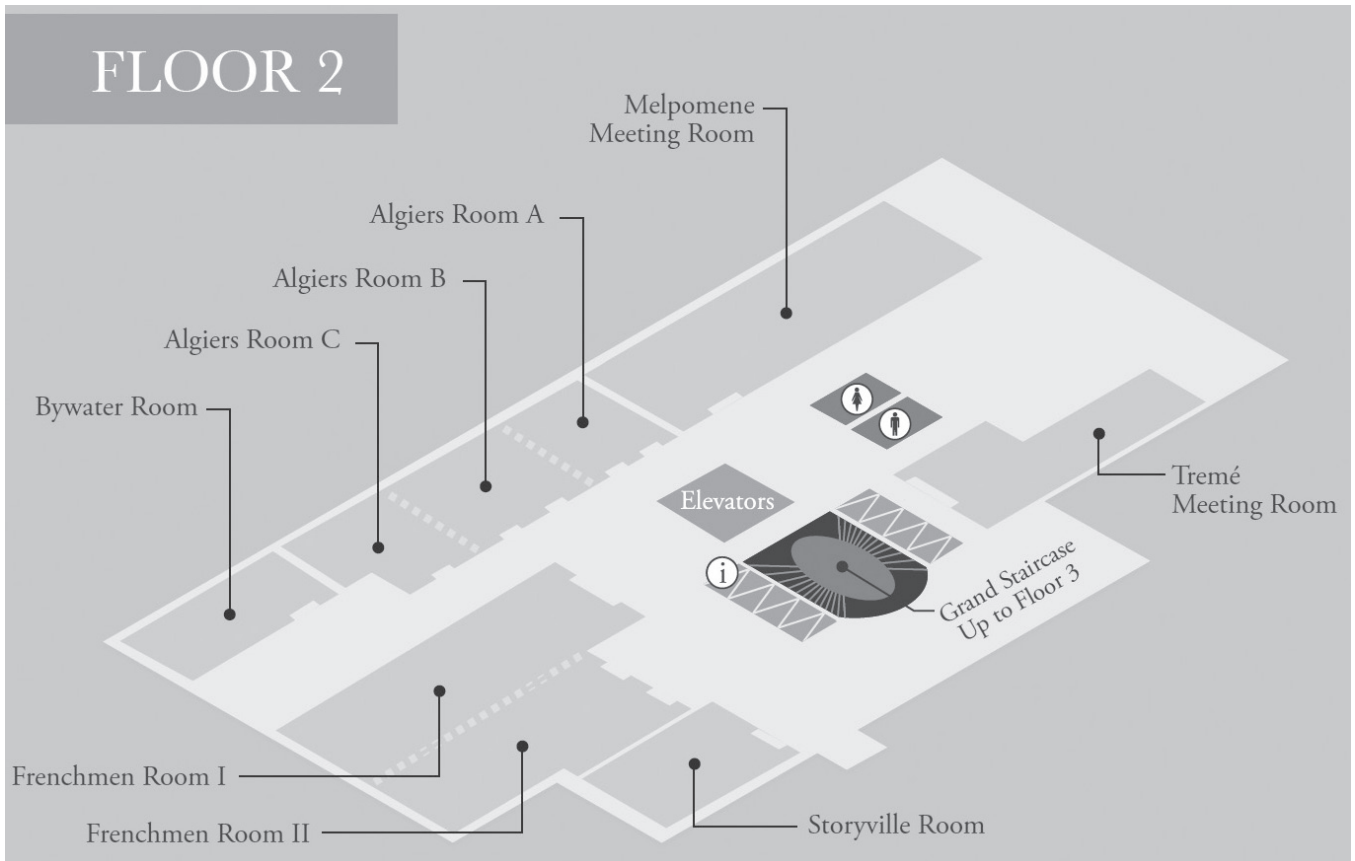 FLOOR 2
Melpomene
Meeting Room
Algiers Room A
Algiers Room B
Algiers Room C
Bywater Room
Elevators
Tremé
Meeting Room
i
Grand Staircase
Up to Floor 3
Frenchmen Room I
Frenchmen Room II
Storyville Room